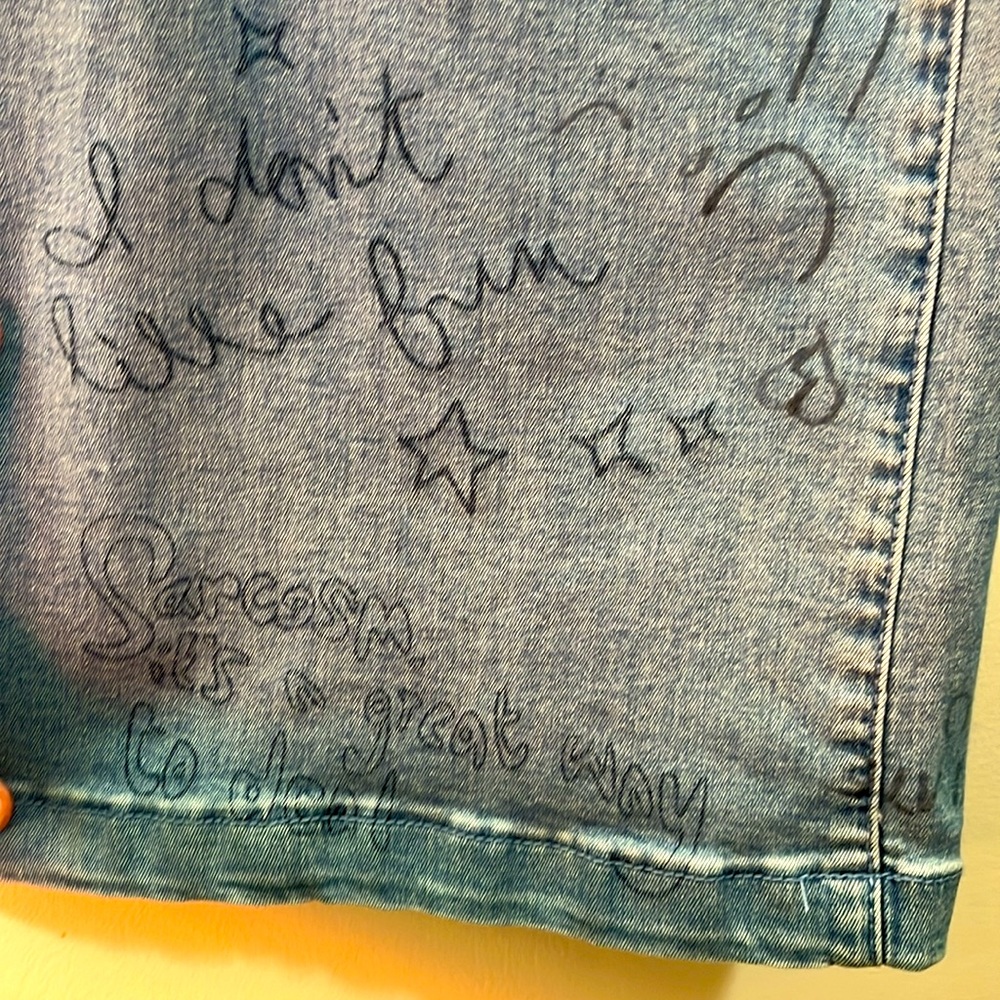 I don't
like fun
Sarcasm.
it's a great way
to deal